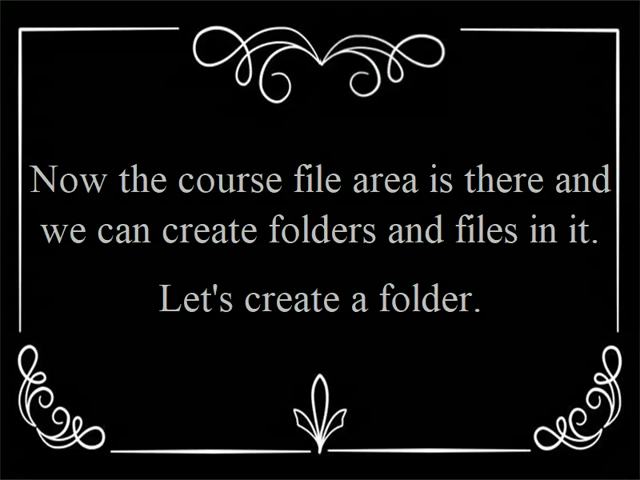 Now the course file area is there and
we can create folders and files in it.
Let's create a folder.